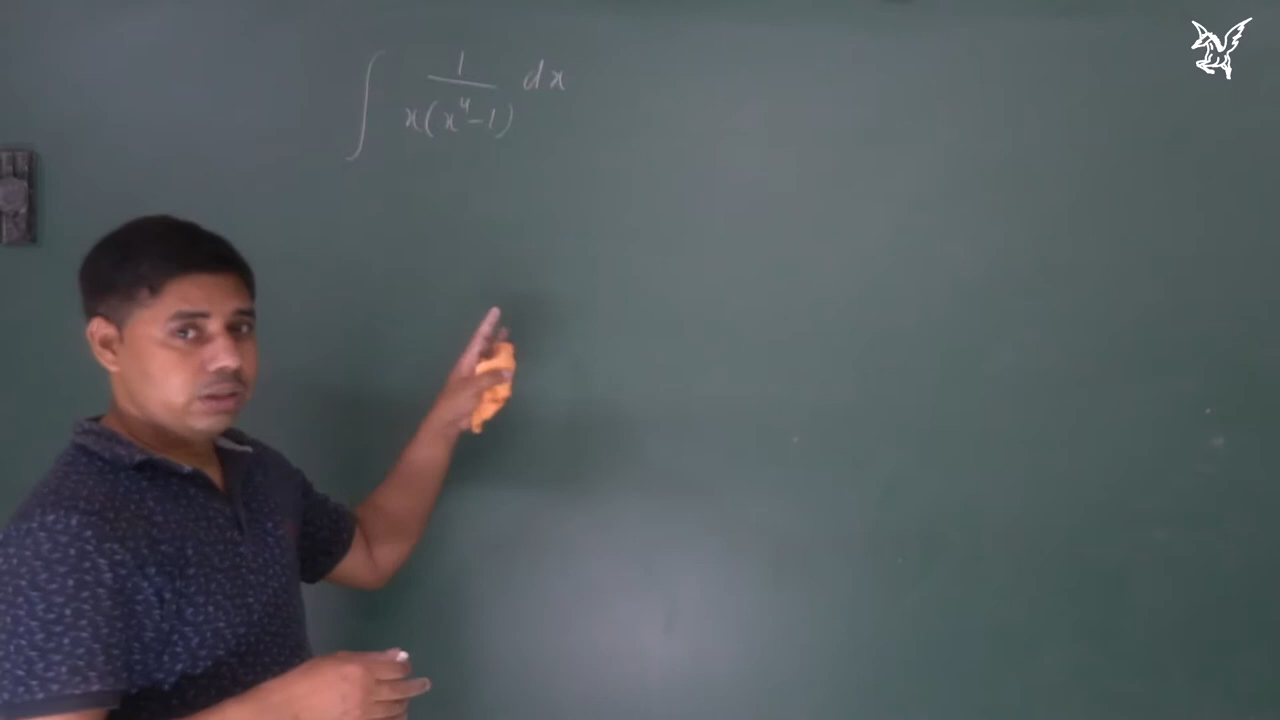 ∫ 1/(x(x⁴-1)) dx